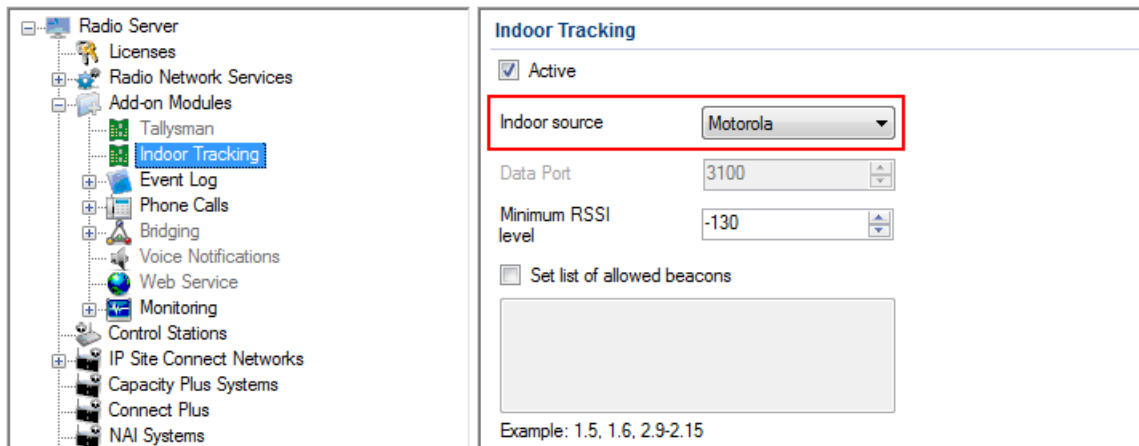 Radio Server
Licenses
Radio Network Services
Add-on Modules
Tallysman
Indoor Tracking
Event Log
Phone Calls
Bridging
Voice Notifications
Web Service
Monitoring
Control Stations
IP Site Connect Networks
Capacity Plus Systems
Connect Plus
NAI Systems
Indoor Tracking
Active
Indoor source Motorola
Data Port 3100
Minimum RSSI
level
-130
Set list of allowed beacons
Example: 1.5, 1.6, 2.9-2.15